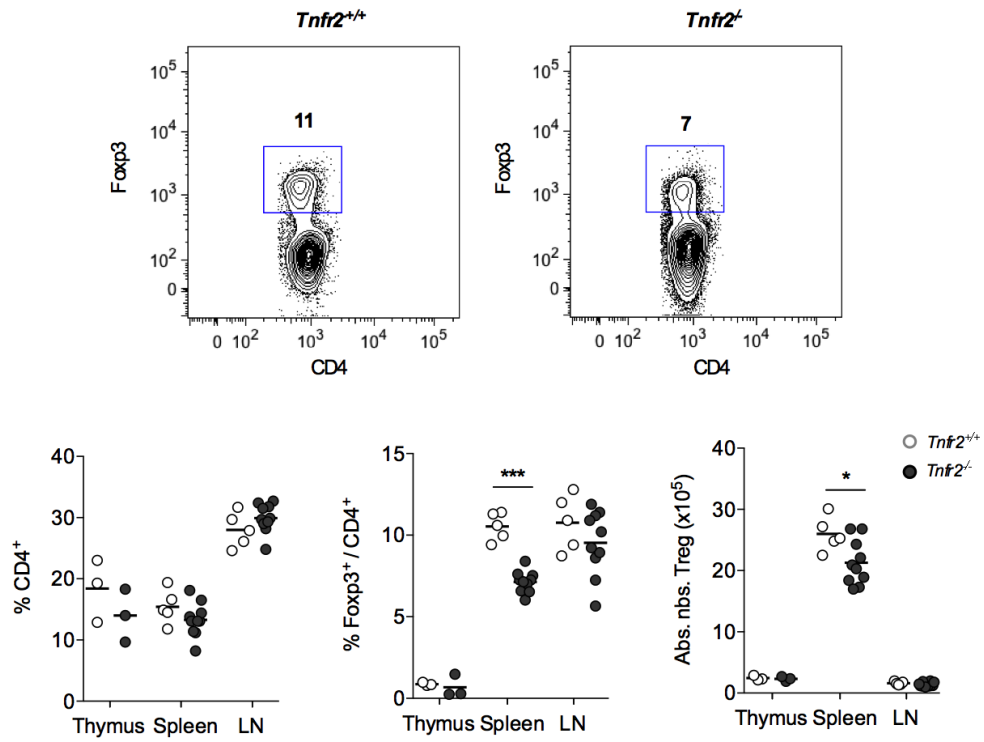 Tnfr2+/+
Tnfr2-/-
10⁵
10⁴
10³
10²
0
Foxp3
11
0 10² 10³ 10⁴ 10⁵
CD4
10⁵
10⁴
10³
10²
0
Foxp3
7
0 10² 10³ 10⁴ 10⁵
CD4
40
30
20
10
0
% CD4⁺
Thymus Spleen LN
15
10
5
0
% Foxp3⁺ / CD4⁺
***
Thymus Spleen LN
40
30
20
10
0
Abs. nbs. Treg (x10⁵)
*
Thymus Spleen LN
Tnfr2+/+
Tnfr2-/-